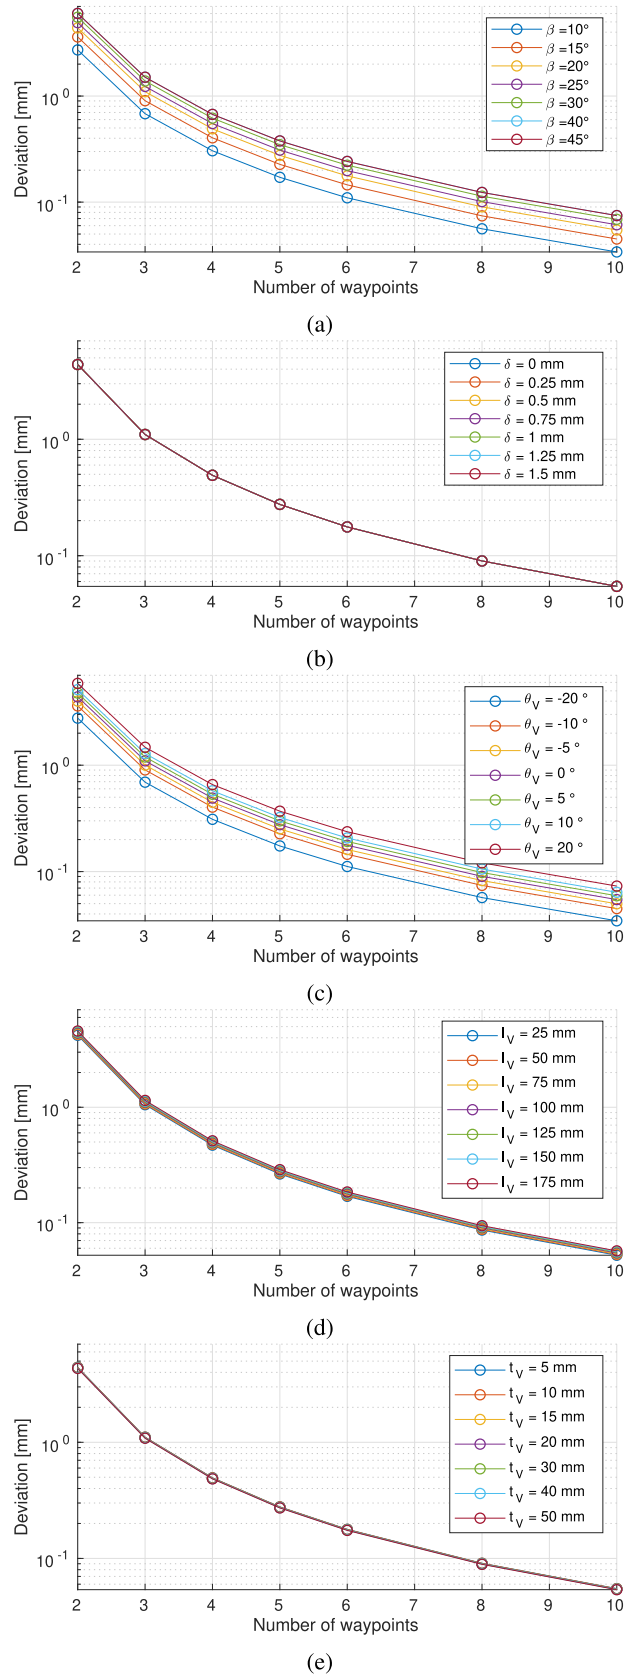 Deviation [mm]
10^0
10^-1
β =10°
β =15°
β =20°
β =25°
β =30°
β =40°
β =45°
2 3 4 5 6 7 8 9 10
Number of waypoints
(a)
Deviation [mm]
10^0
10^-1
δ = 0 mm
δ = 0.25 mm
δ = 0.5 mm
δ = 0.75 mm
δ = 1 mm
δ = 1.25 mm
δ = 1.5 mm
2 3 4 5 6 7 8 9 10
Number of waypoints
(b)
Deviation [mm]
10^0
10^-1
θ_V = -20 °
θ_V = -10 °
θ_V = -5 °
θ_V = 0 °
θ_V = 5 °
θ_V = 10 °
θ_V = 20 °
2 3 4 5 6 7 8 9 10
Number of waypoints
(c)
Deviation [mm]
10^0
10^-1
l_V = 25 mm
l_V = 50 mm
l_V = 75 mm
l_V = 100 mm
l_V = 125 mm
l_V = 150 mm
l_V = 175 mm
2 3 4 5 6 7 8 9 10
Number of waypoints
(d)
Deviation [mm]
10^0
10^-1
t_V = 5 mm
t_V = 10 mm
t_V = 15 mm
t_V = 20 mm
t_V = 30 mm
t_V = 40 mm
t_V = 50 mm
2 3 4 5 6 7 8 9 10
Number of waypoints
(e)